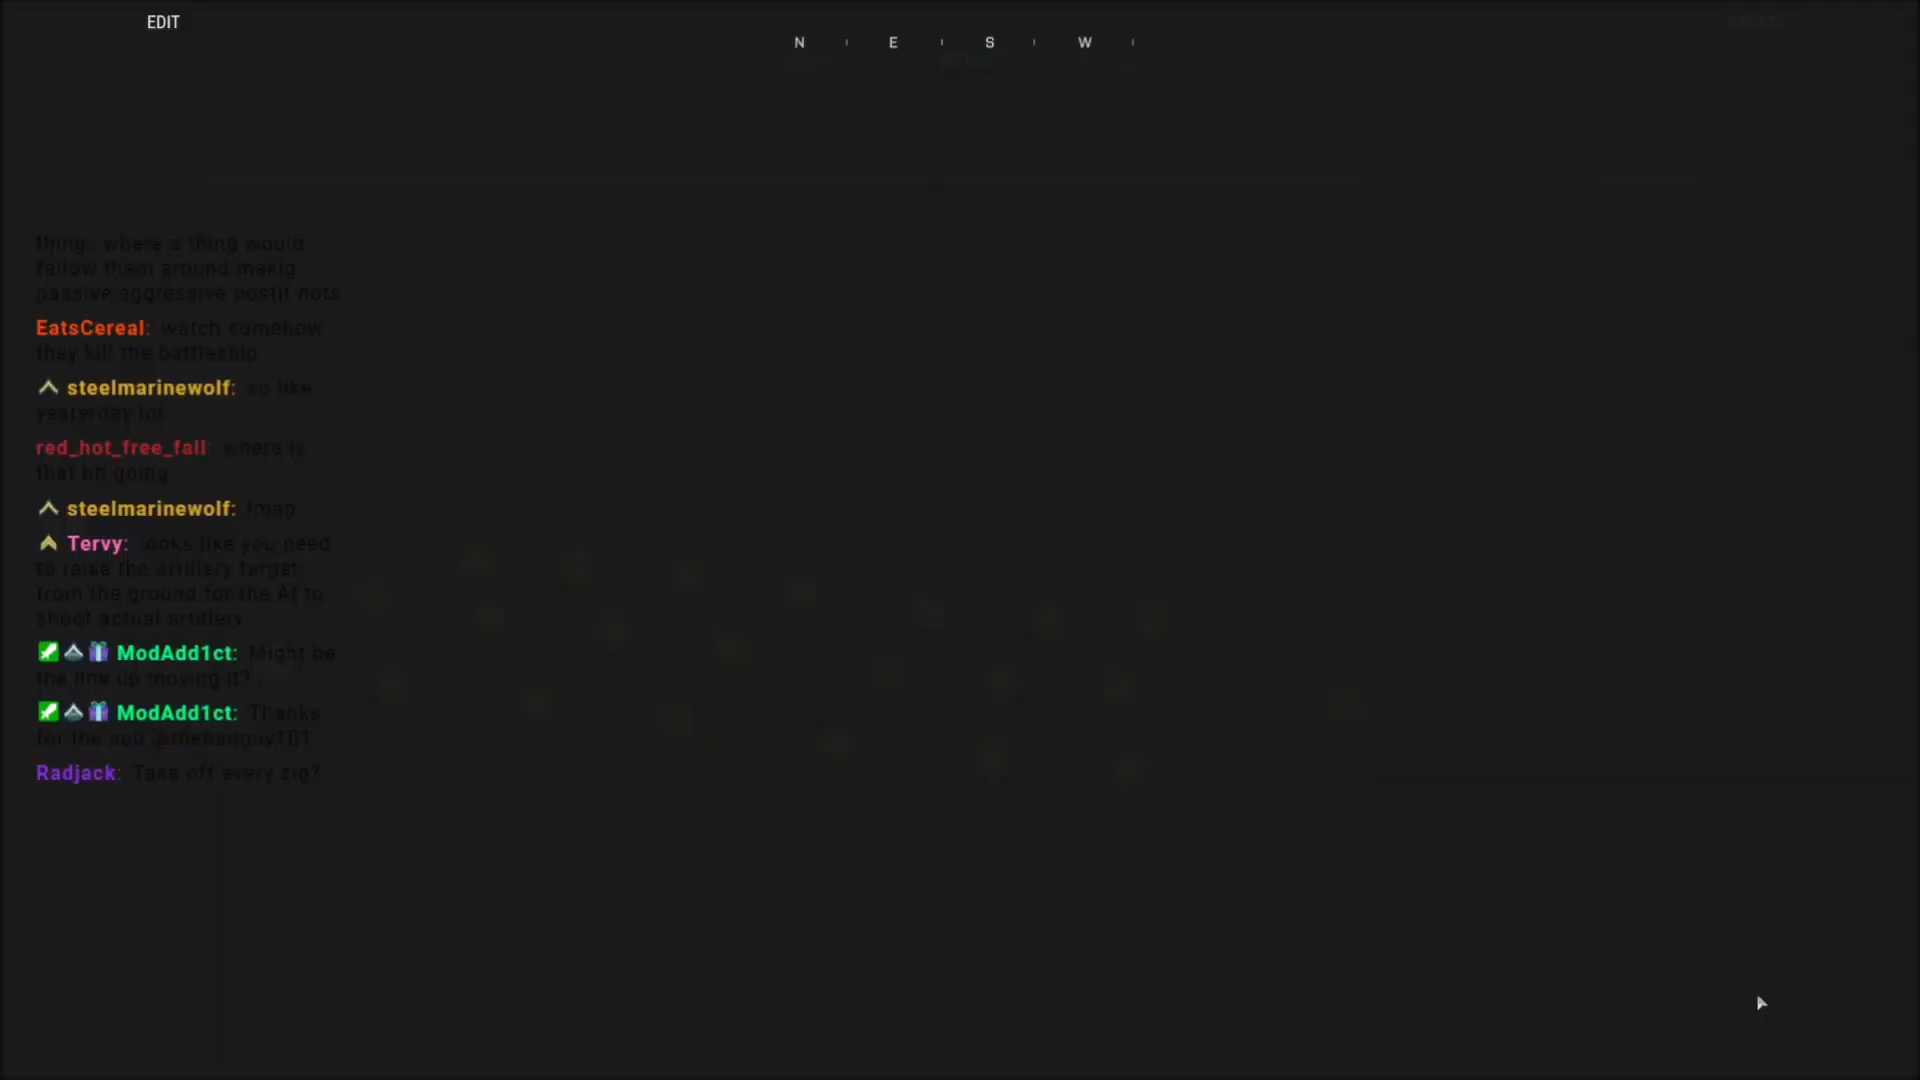 EDIT
N E S W
thing.. where a thing would
fallow them around makig
passive aggressive postit nots
EatsCereal: watch somehow
they kill the battleship
steelmarinewolf: so like
yesterday lol
red_hot_free_fall: where is
that bb going
steelmarinewolf: !map
Tervy: looks like you need
to raise the artillery target
from the ground for the AI to
shoot actual artillery
ModAdd1ct: Might be
the line up moving it?
ModAdd1ct: Thanks
for the sub
Radjack: Take off every zig?